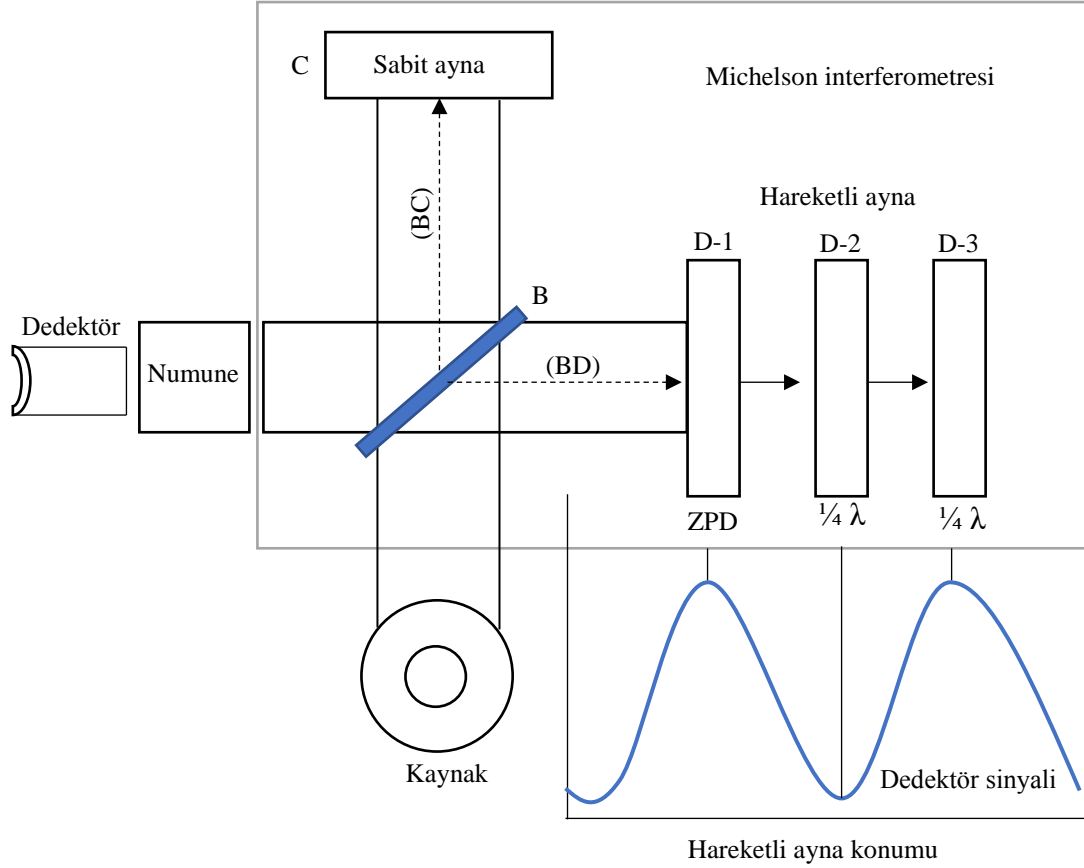 C
Sabit ayna
Michelson interferometresi
(BC)
Hareketli ayna
D-1
D-2
D-3
B
Dedektör
Numune
(BD)
ZPD
¼ λ
¼ λ
Kaynak
Dedektör sinyali
Hareketli ayna konumu